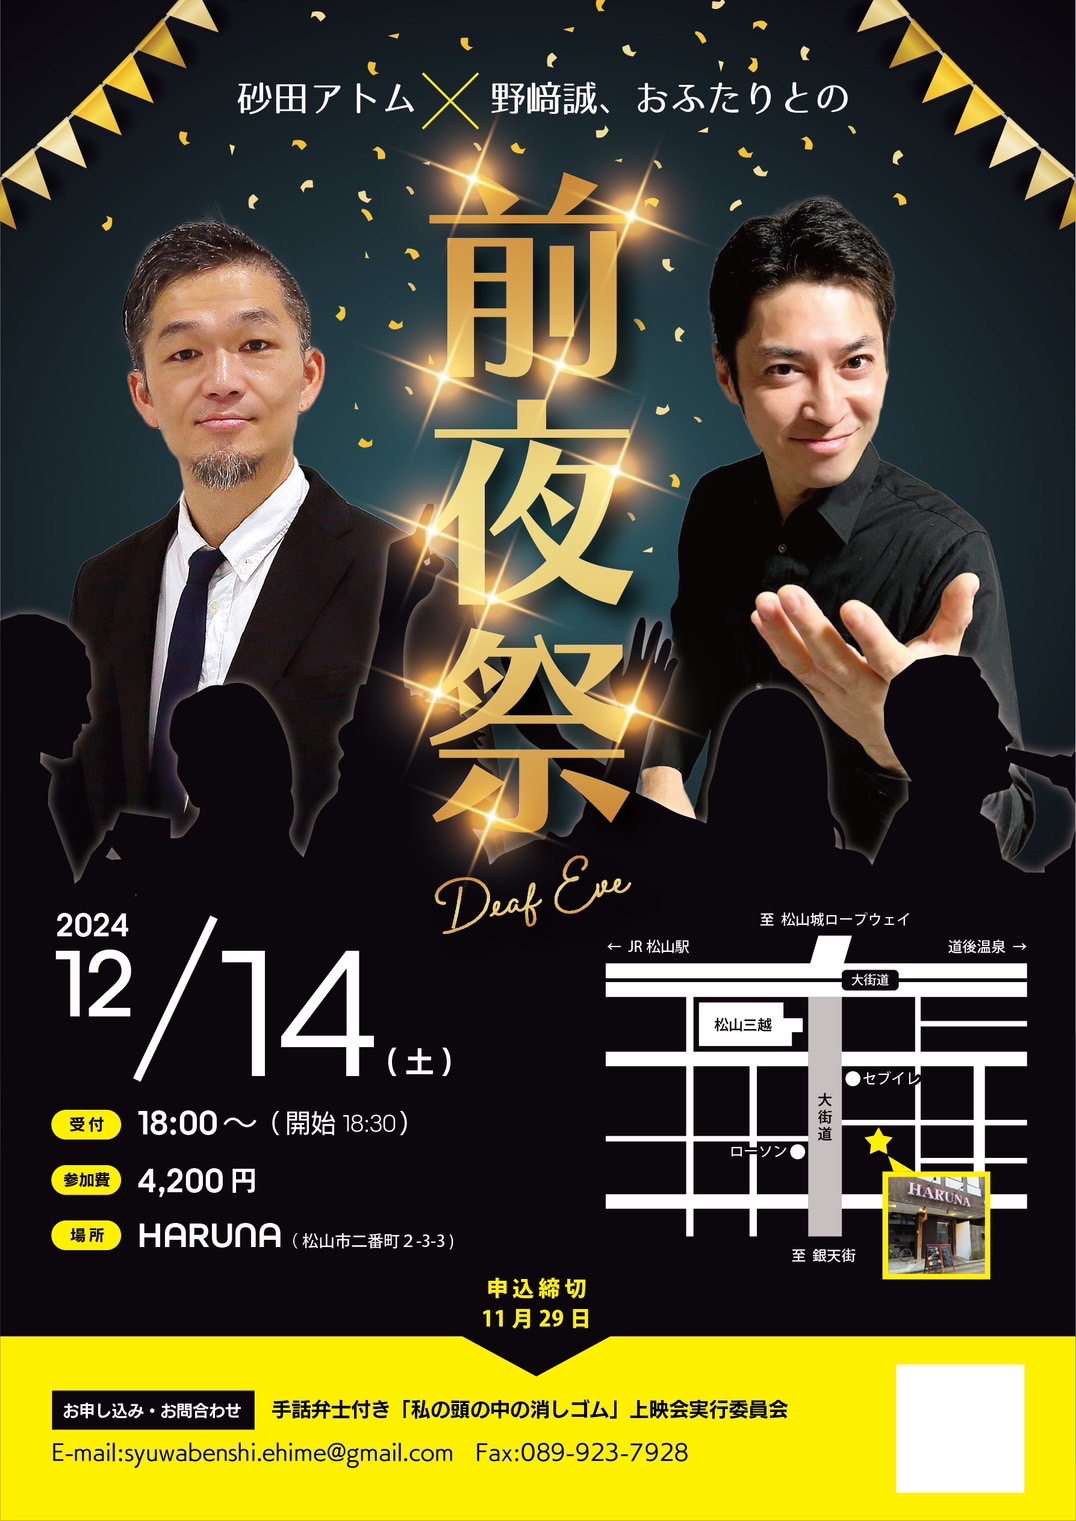 砂田アトム×野﨑誠、おふたりとの
前夜祭
Deaf Eve
2024
12/14(土)
受付 18:00〜(開始 18:30)
参加費 4,200円
場所 HARUNA(松山市二番町2-3-3)
至 松山城ロープウェイ
← JR 松山駅
道後温泉 →
大街道
松山三越
セブイレ
大街道
ローソン
HARUNA
至 銀天街
申込締切
11月29日
お申し込み・お問合わせ 手話弁士付き「私の頭の中の消しゴム」上映会実行委員会
E-mail:syuwabenshi.ehime@gmail.com Fax:089-923-7928